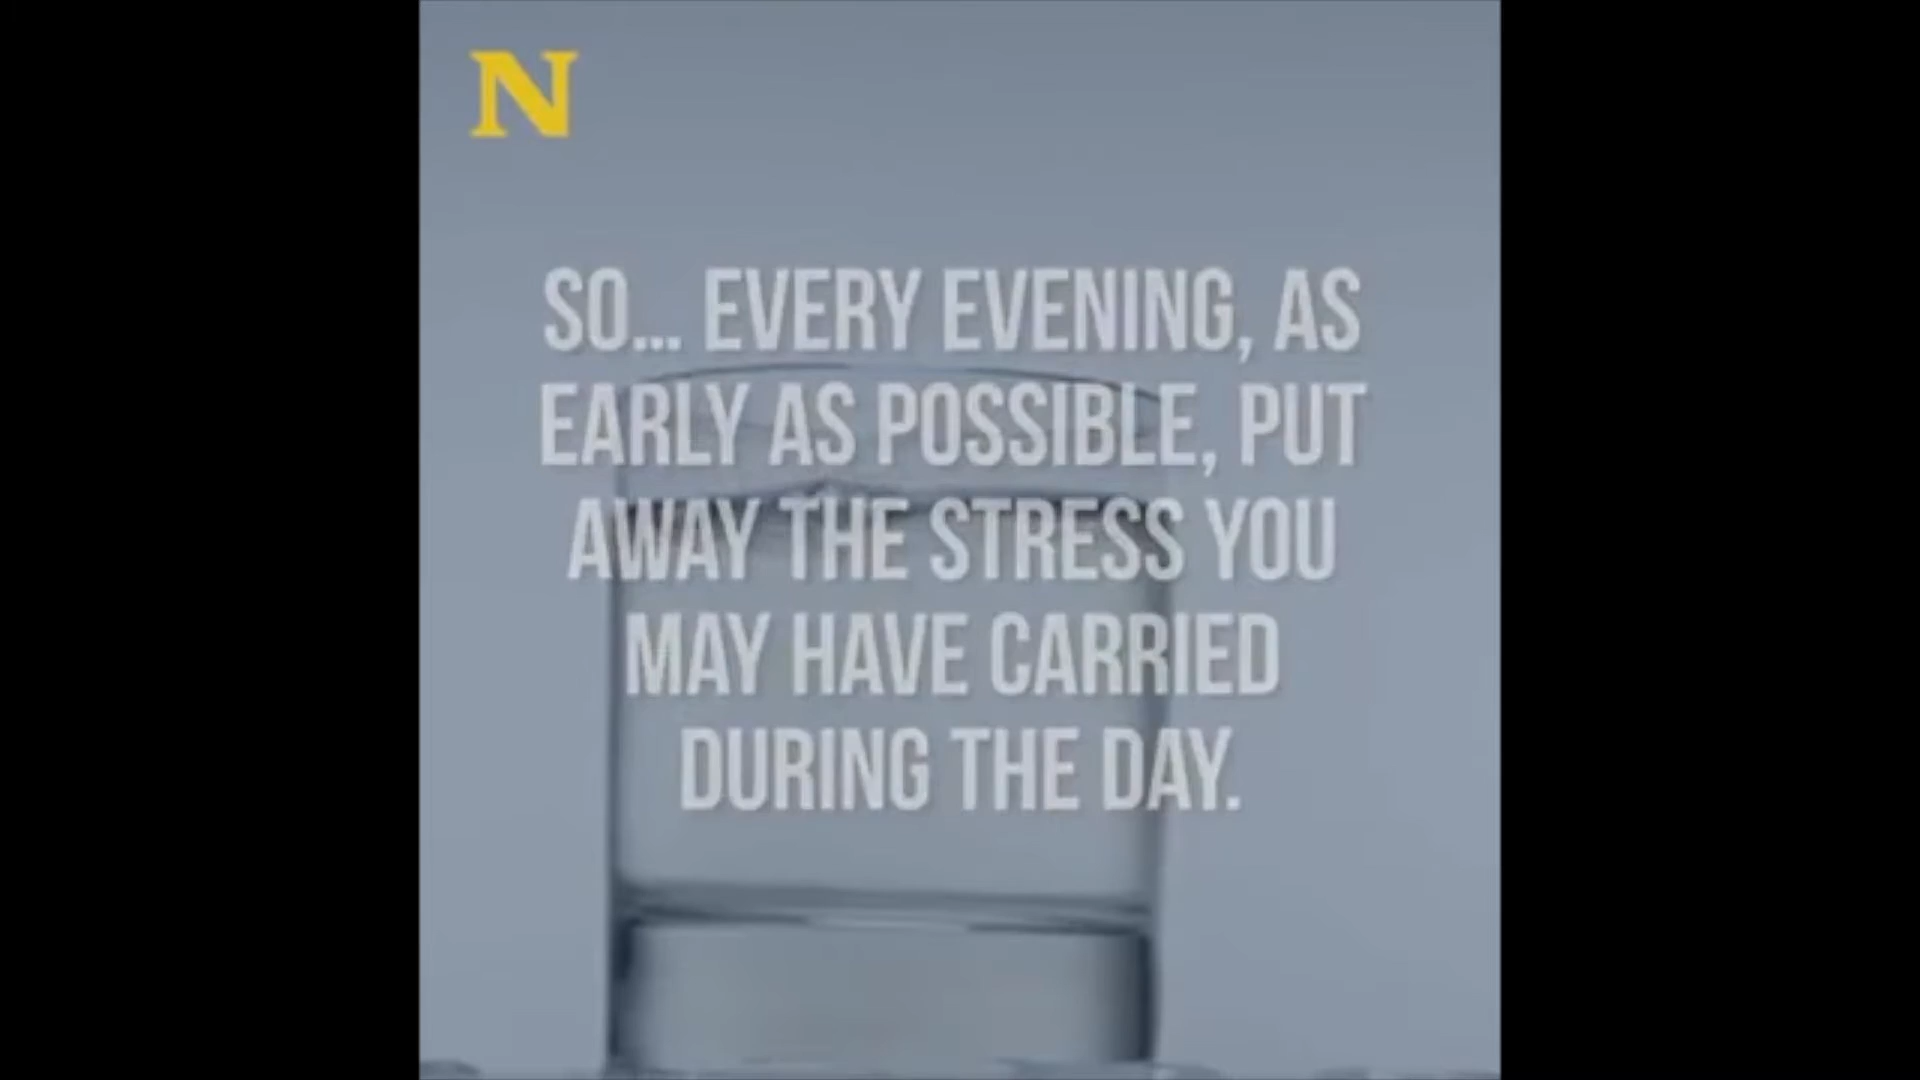 N
SO... EVERY EVENING, AS
EARLY AS POSSIBLE, PUT
AWAY THE STRESS YOU
MAY HAVE CARRIED
DURING THE DAY.